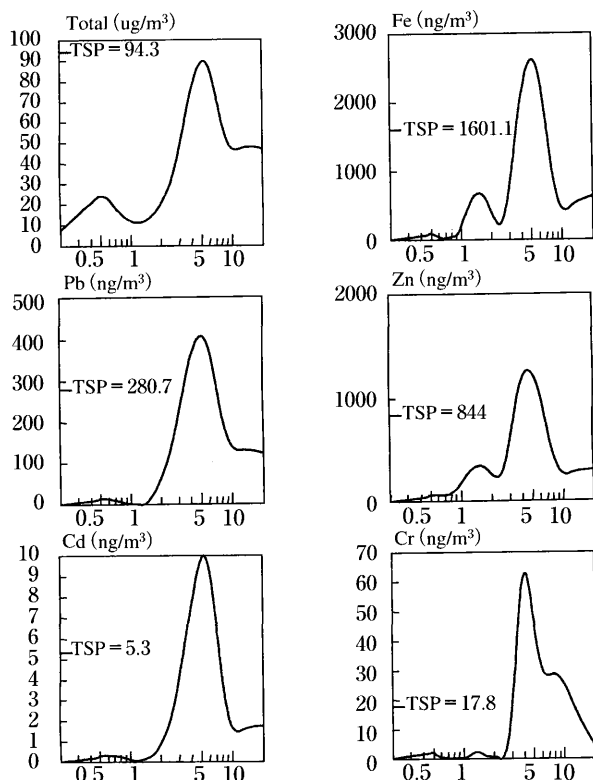 Total (ug/m³)
100
90
80
70
60
50
40
30
20
10
0
TSP = 94.3
0.5 1 5 10
Fe (ng/m³)
3000
2000
1000
0
TSP = 1601.1
0.5 1 5 10
Pb (ng/m³)
500
400
300
200
100
0
TSP = 280.7
0.5 1 5 10
Zn (ng/m³)
2000
1000
0
TSP = 844
0.5 1 5 10
Cd (ng/m³)
10
9
8
7
6
5
4
3
2
1
0
TSP = 5.3
0.5 1 5 10
Cr (ng/m³)
70
60
50
40
30
20
10
0
TSP = 17.8
0.5 1 5 10